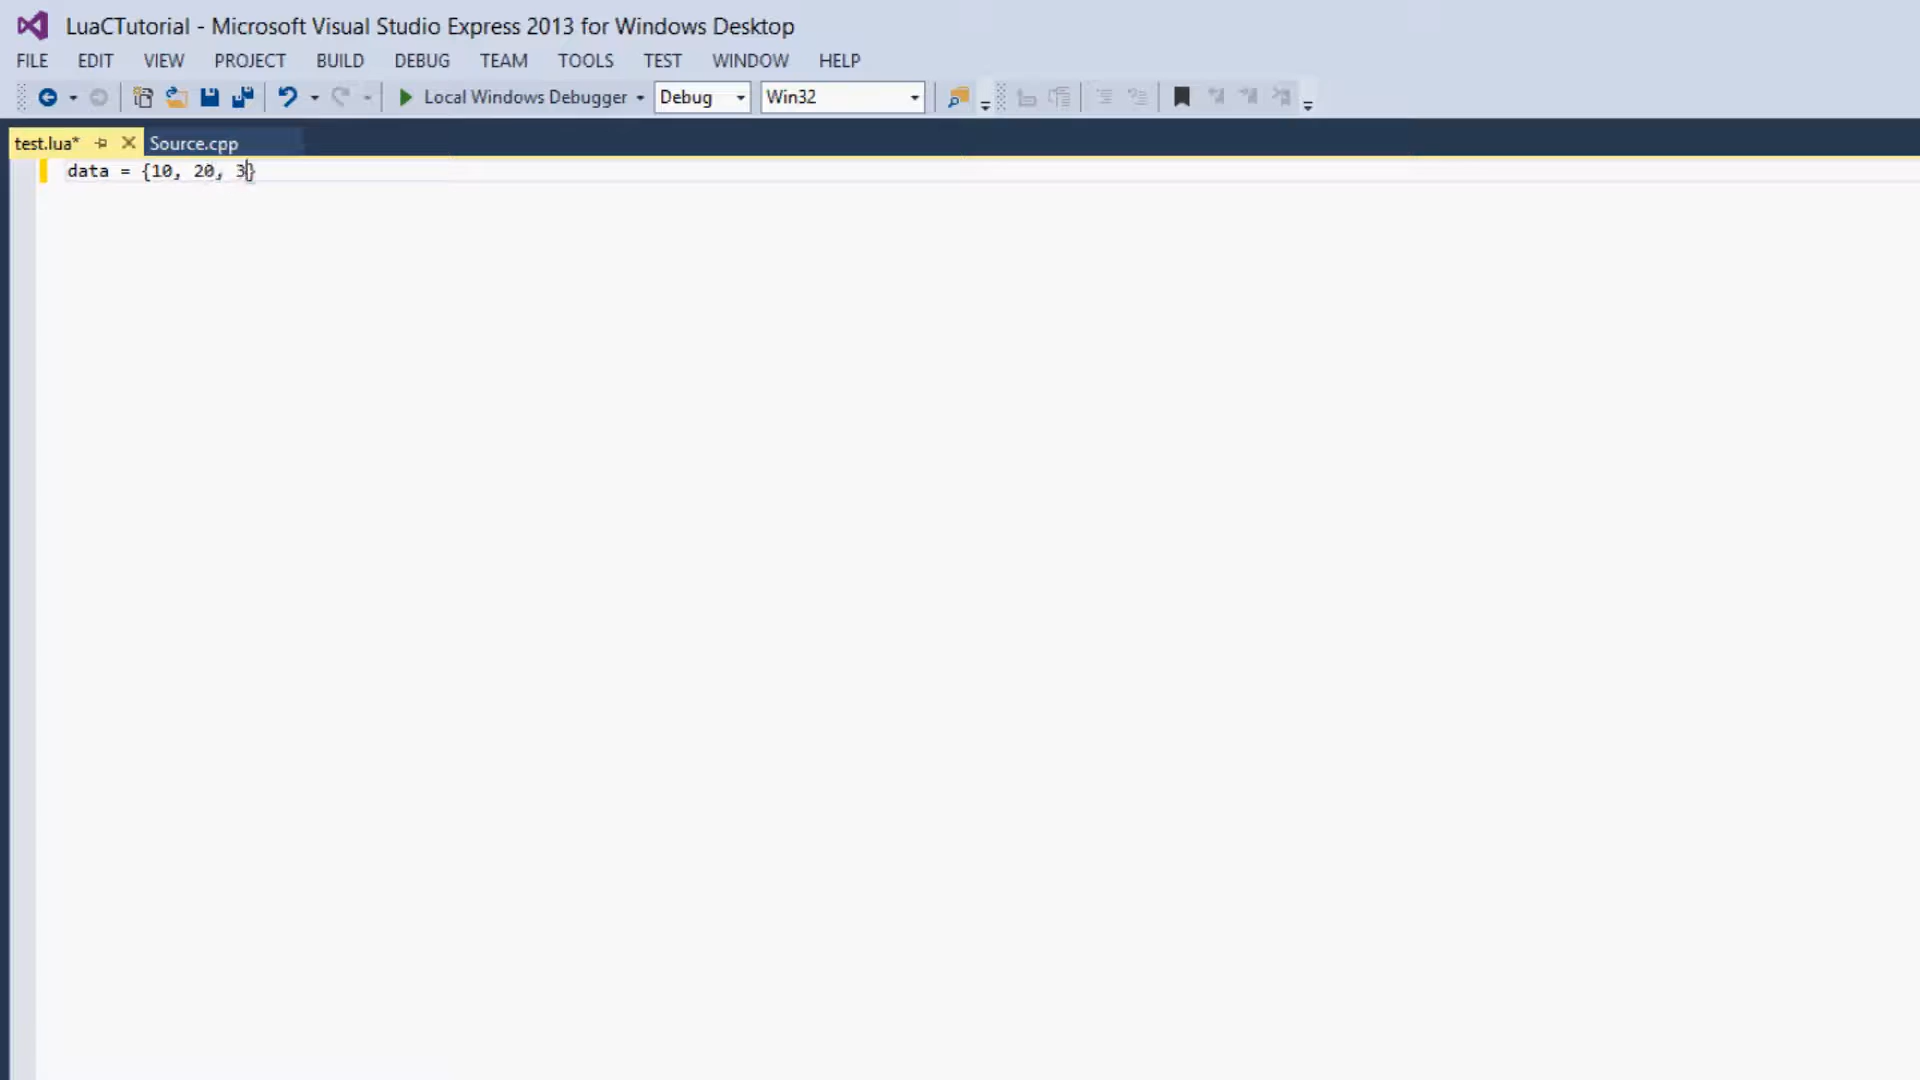 LuaCTutorial - Microsoft Visual Studio Express 2013 for Windows Desktop
FILE EDIT VIEW PROJECT BUILD DEBUG TEAM TOOLS TEST WINDOW HELP
Local Windows Debugger Debug Win32
test.lua* Source.cpp
data = {10, 20, 3}